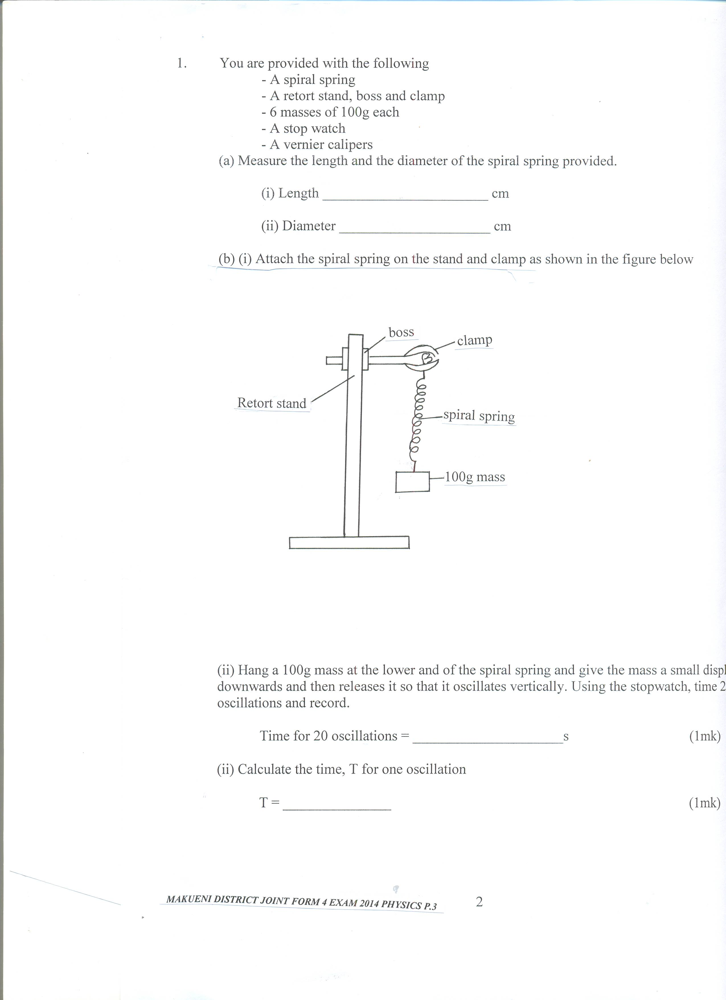 1. You are provided with the following
- A spiral spring
- A retort stand, boss and clamp
- 6 masses of 100g each
- A stop watch
- A vernier calipers
(a) Measure the length and the diameter of the spiral spring provided.
(i) Length ____________________ cm
(ii) Diameter ____________________ cm
(b) (i) Attach the spiral spring on the stand and clamp as shown in the figure below
boss
clamp
Retort stand
spiral spring
100g mass
(ii) Hang a 100g mass at the lower and of the spiral spring and give the mass a small displ
downwards and then releases it so that it oscillates vertically. Using the stopwatch, time 2
oscillations and record.
Time for 20 oscillations = ____________________s (1mk)
(ii) Calculate the time, T for one oscillation
T = ______________ (1mk)
MAKUENI DISTRICT JOINT FORM 4 EXAM 2014 PHYSICS P.3 2